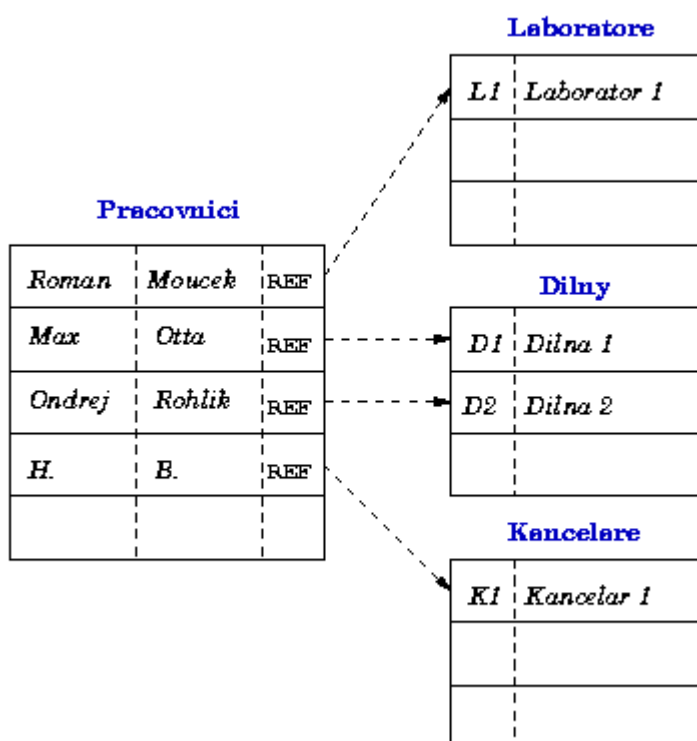 Laboratore
L1 Laborator 1
Pracovnici
Roman Moucek REF
Max Otta REF
Ondrej Rohlik REF
H. B. REF
Dilny
D1 Dilna 1
D2 Dilna 2
Kancelare
K1 Kancelar 1